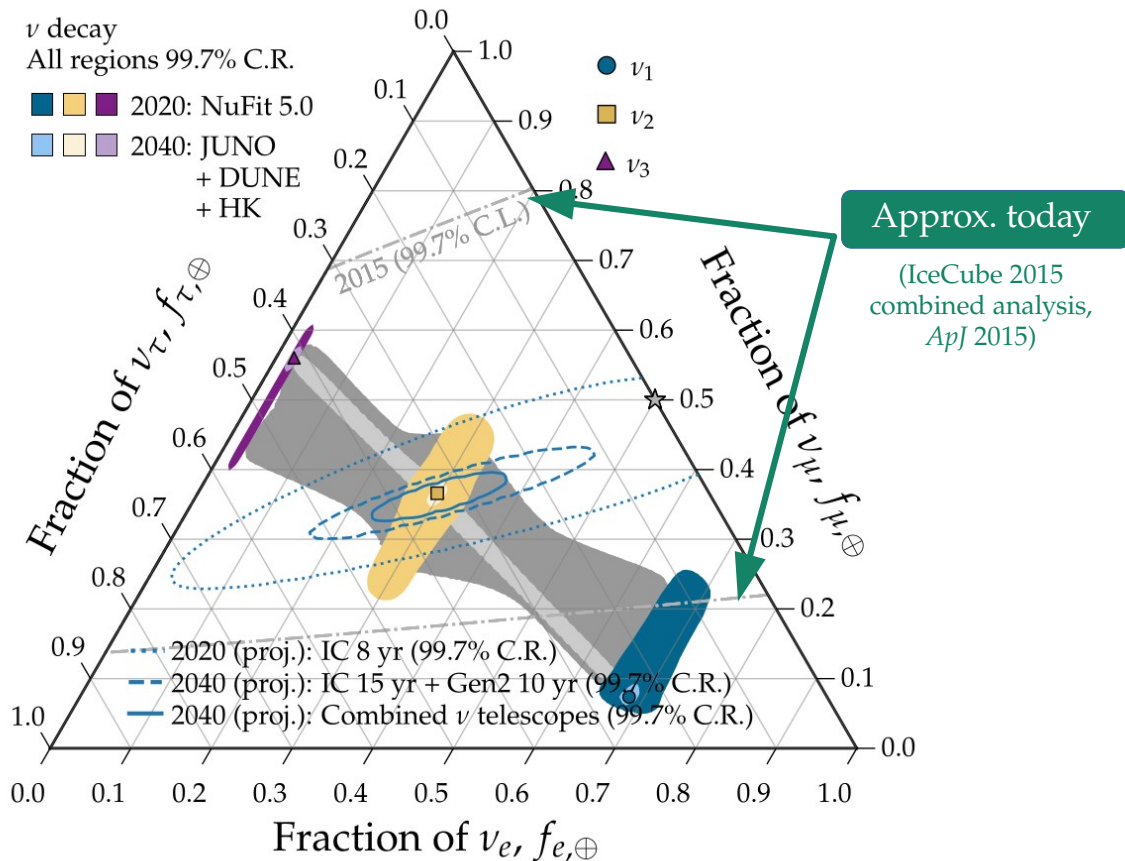 ν decay
All regions 99.7% C.R.
2020: NuFit 5.0
2040: JUNO
+ DUNE
+ HK
ν1
ν2
ν3
0.0
0.1
0.2
0.3
0.4
0.5
0.6
0.7
0.8
0.9
1.0
Fraction of ντ, fτ,⊕
1.0
0.9
0.8
0.7
0.6
0.5
0.4
0.3
0.2
0.1
0.0
Fraction of νμ, fμ,⊕
2015 (99.7% C.L.)
Approx. today
(IceCube 2015
combined analysis,
ApJ 2015)
2020 (proj.): IC 8 yr (99.7% C.R.)
2040 (proj.): IC 15 yr + Gen2 10 yr (99.7% C.R.)
2040 (proj.): Combined ν telescopes (99.7% C.R.)
0.0 0.1 0.2 0.3 0.4 0.5 0.6 0.7 0.8 0.9 1.0
Fraction of νe, fe,⊕